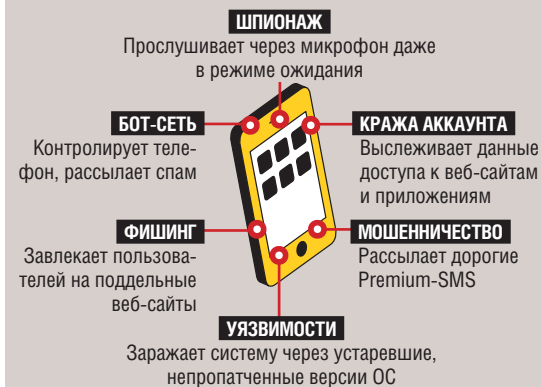 ШПИОНАЖ
Прослушивает через микрофон даже
в режиме ожидания
БОТ-СЕТЬ
Контролирует теле-
фон, рассылает спам
КРАЖА АККАУНТА
Выслеживает данные
доступа к веб-сайтам
и приложениям
ФИШИНГ
Завлекает пользова-
телей на поддельные
веб-сайты
МОШЕННИЧЕСТВО
Рассылает дорогие
Premium-SMS
УЯЗВИМОСТИ
Заражает систему через устаревшие,
непропатченные версии ОС